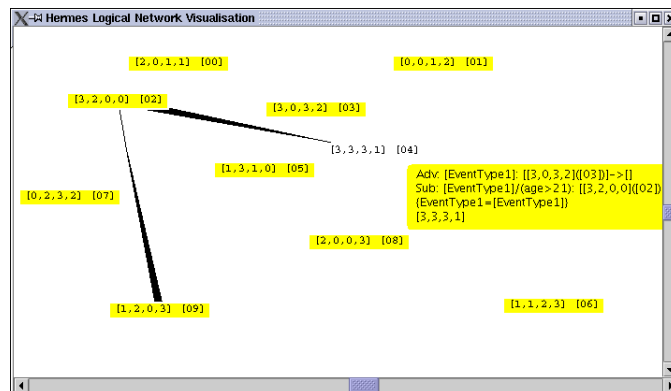 Hermes Logical Network Visualisation
[2,0,1,1] [00]
[0,0,1,2] [01]
[3,2,0,0] [02]
[3,0,3,2] [03]
[3,3,3,1] [04]
[1,3,1,0] [05]
Adv: [EventType1]: [[3,0,3,2]([03])]->[]
Sub: [EventType1]/(age>21): [[3,2,0,0]([02])
{EventType1=[EventType1]}
[3,3,3,1]
[0,2,3,2] [07]
[2,0,0,3] [08]
[1,2,0,3] [09]
[1,1,2,3] [06]